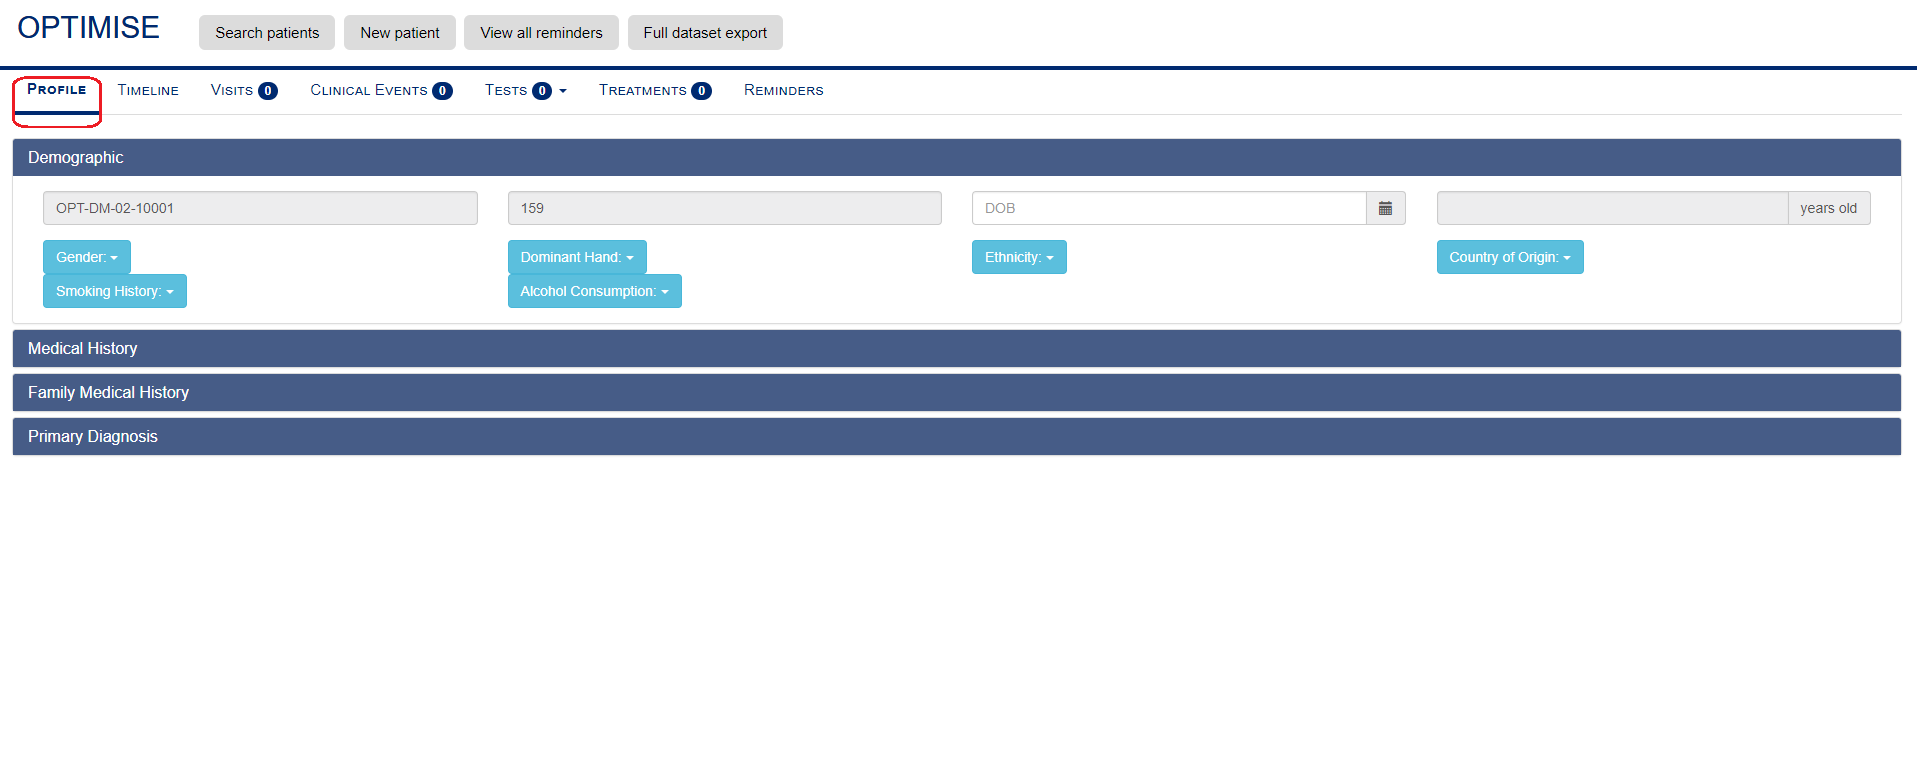 OPTIMISE
Search patients New patient View all reminders Full dataset export
Profile Timeline Visits 0 Clinical Events 0 Tests 0 Treatments 0 Reminders
Demographic
OPT-DM-02-10001 159 DOB years old
Gender: Dominant Hand: Ethnicity: Country of Origin:
Smoking History: Alcohol Consumption:
Medical History
Family Medical History
Primary Diagnosis